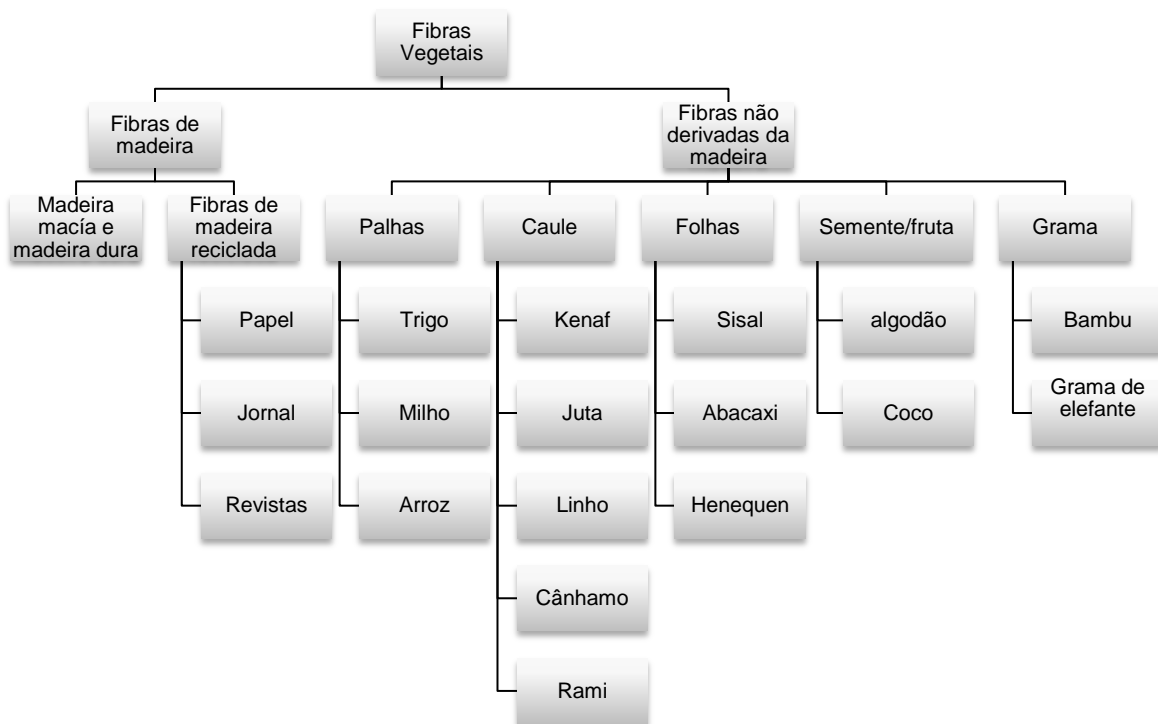 Fibras
Vegetais
Fibras de
madeira
Fibras não
derivadas da
madeira
Madeira
macía e
madeira dura
Fibras de
madeira
reciclada
Palhas
Caule
Folhas
Semente/fruta
Grama
Papel
Trigo
Kenaf
Sisal
algodão
Bambu
Jornal
Milho
Juta
Abacaxi
Coco
Grama de
elefante
Revistas
Arroz
Linho
Henequen
Cânhamo
Rami